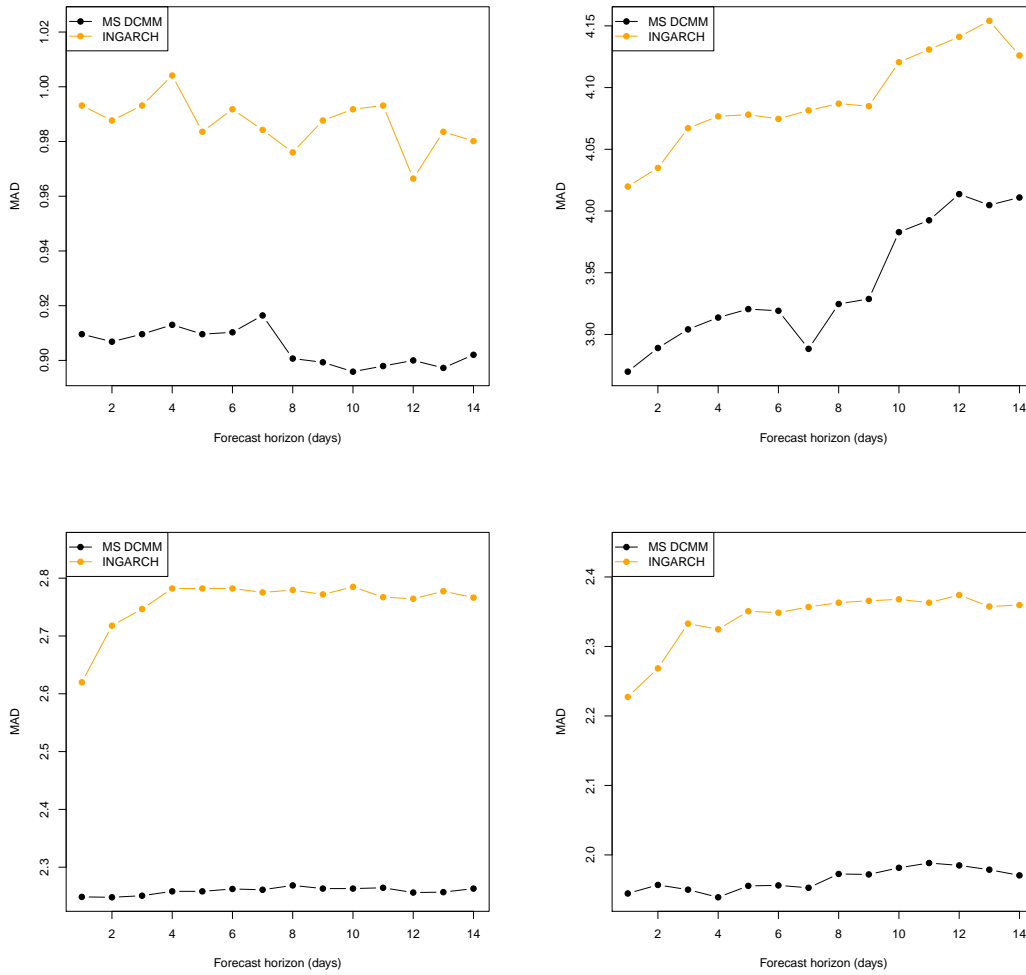 MS DCMM
INGARCH
MAD
0.90 0.92 0.94 0.96 0.98 1.00 1.02
2 4 6 8 10 12 14
Forecast horizon (days)
MS DCMM
INGARCH
MAD
3.90 3.95 4.00 4.05 4.10 4.15
2 4 6 8 10 12 14
Forecast horizon (days)
MS DCMM
INGARCH
MAD
2.3 2.4 2.5 2.6 2.7 2.8
2 4 6 8 10 12 14
Forecast horizon (days)
MS DCMM
INGARCH
MAD
2.0 2.1 2.2 2.3 2.4
2 4 6 8 10 12 14
Forecast horizon (days)